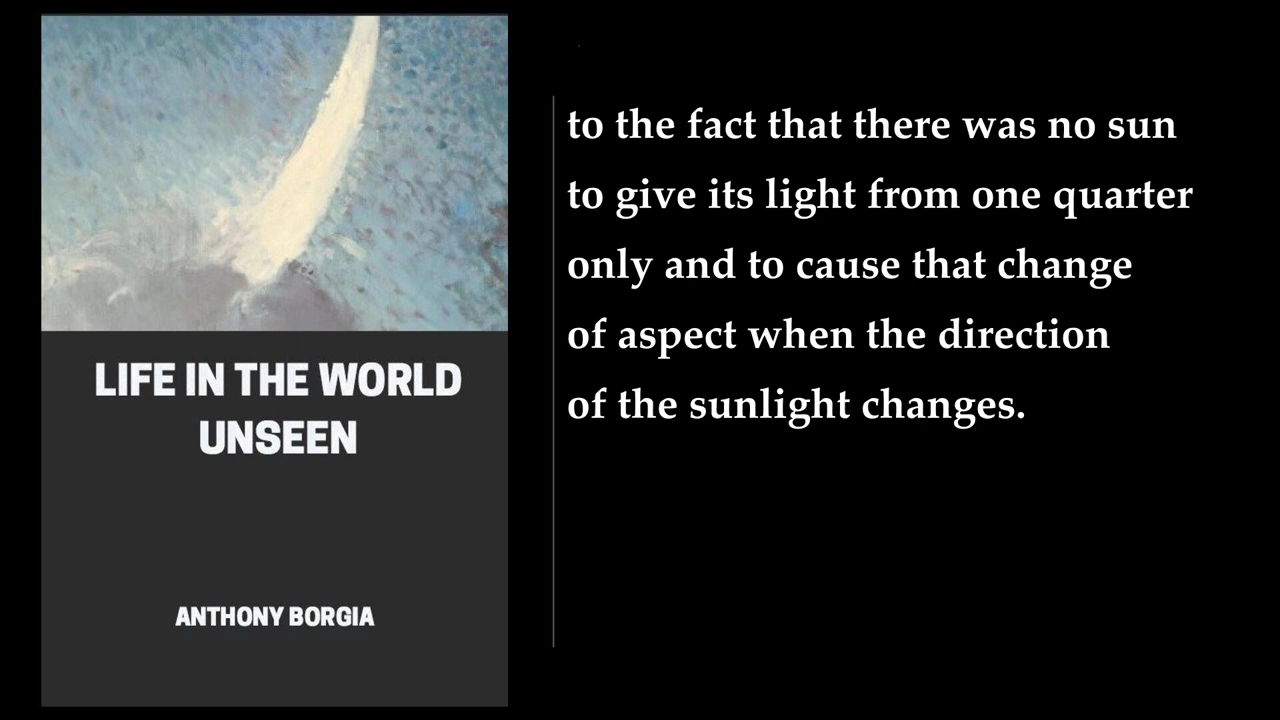 LIFE IN THE WORLD
UNSEEN
ANTHONY BORGIA
to the fact that there was no sun
to give its light from one quarter
only and to cause that change
of aspect when the direction
of the sunlight changes.